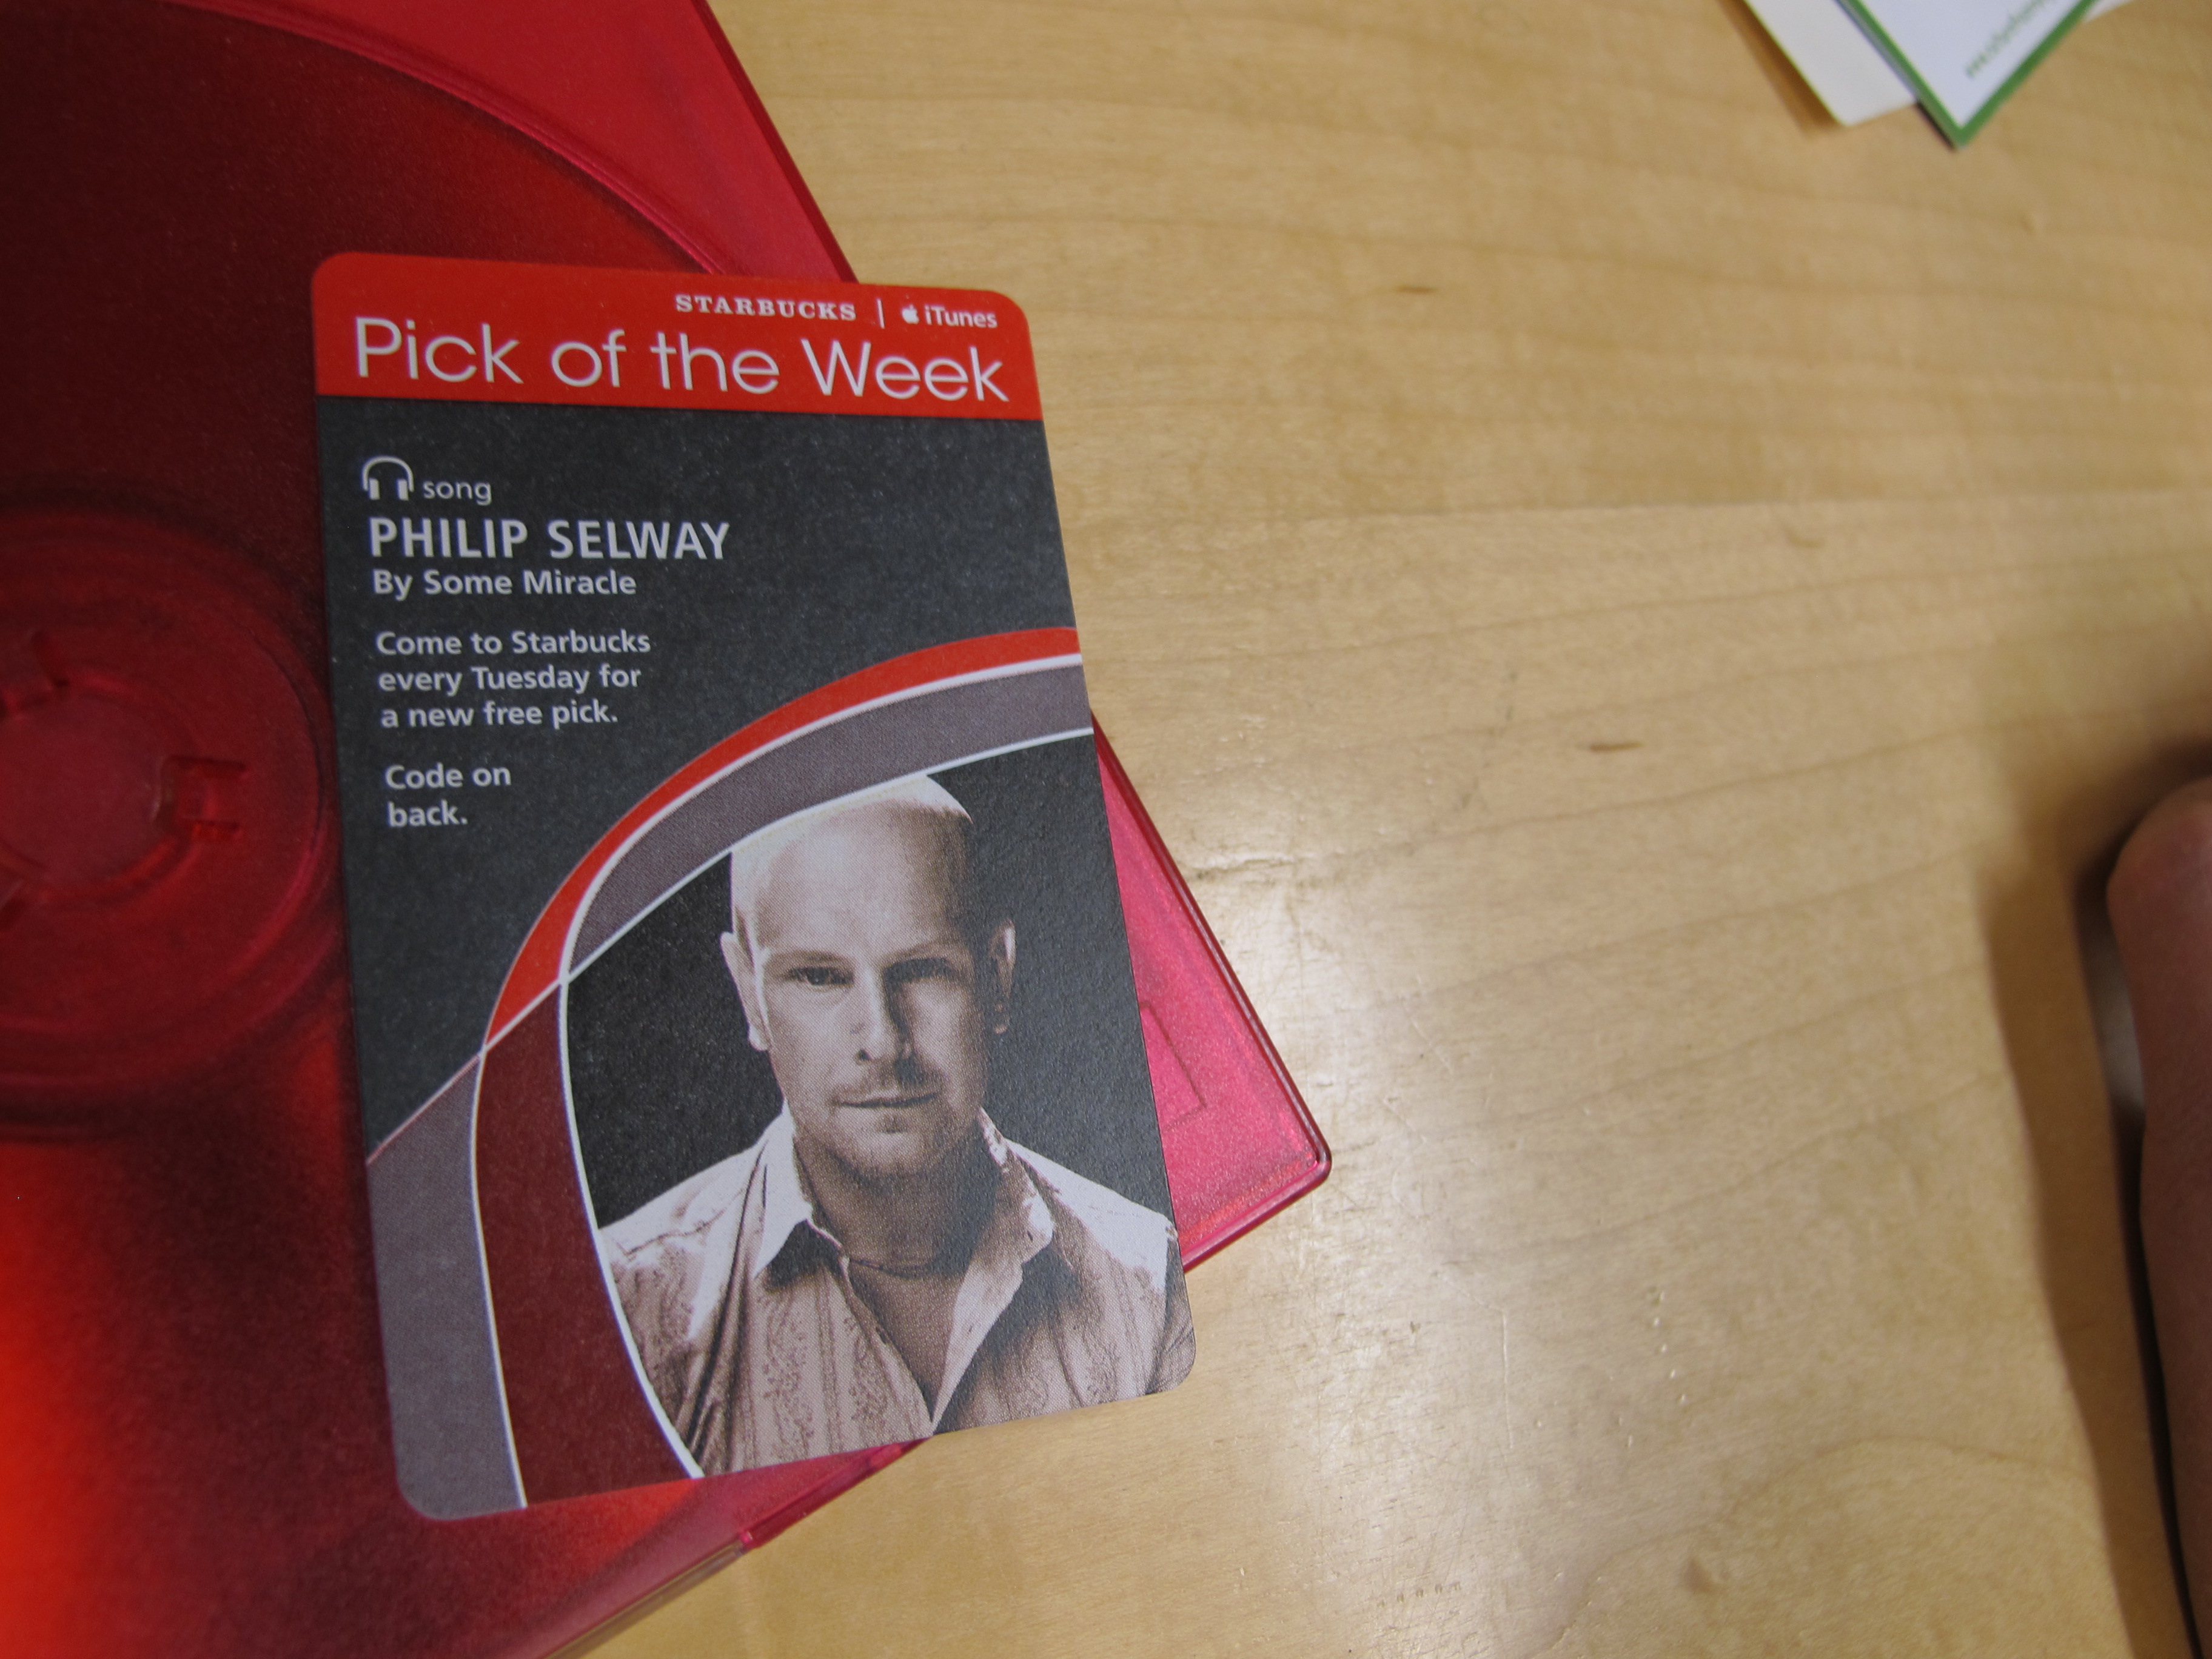 STARBUCKS | iTunes
Pick of the Week
song
PHILIP SELWAY
By Some Miracle
Come to Starbucks
every Tuesday for
a new free pick.
Code on
back.